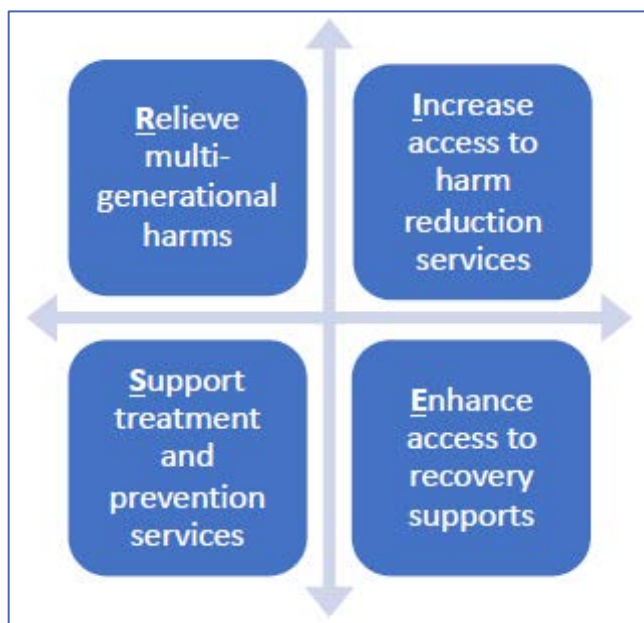 Relieve
multi-
generational
harms
Increase
access to
harm
reduction
services
Support
treatment
and
prevention
services
Enhance
access to
recovery
supports